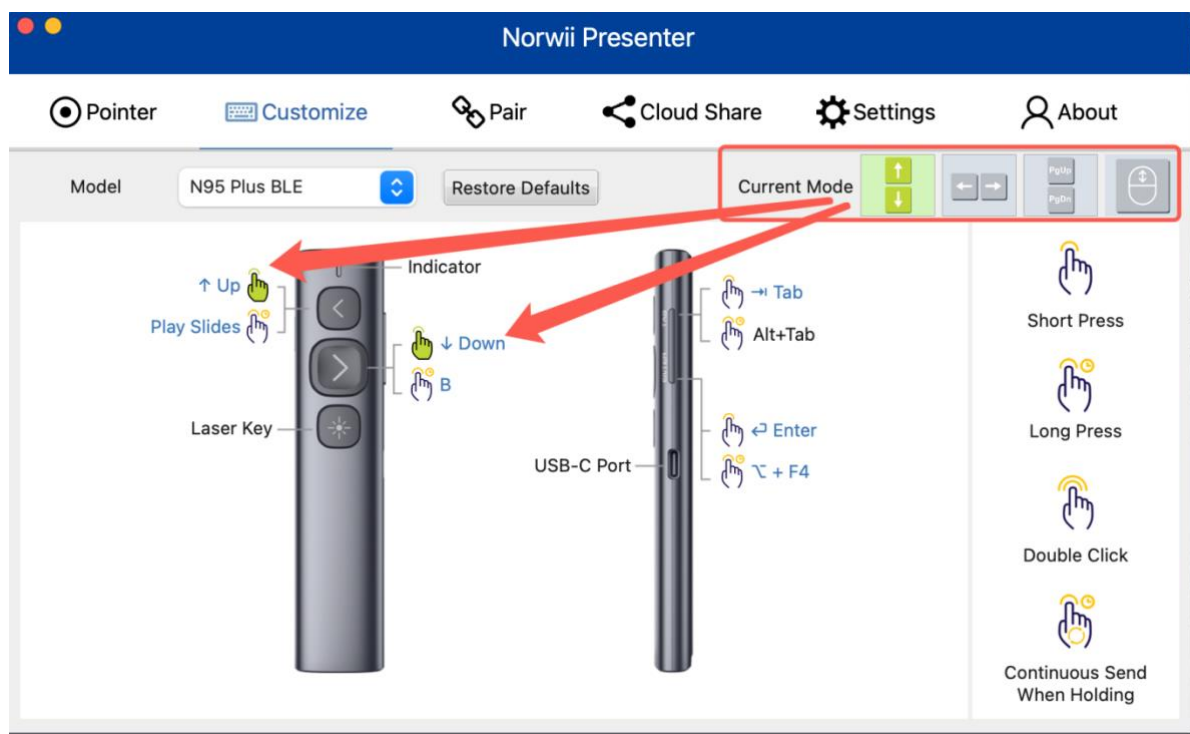 Norwii Presenter
Pointer
Customize
Pair
Cloud Share
Settings
About
Model
N95 Plus BLE
Restore Defaults
Current Mode
↑
↓
← →
PgUp
PgDn
Indicator
↑ Up
Play Slides
↓ Down
B
Laser Key
⇥ Tab
Alt+Tab
↵ Enter
⌥ + F4
USB-C Port
Short Press
Long Press
Double Click
Continuous Send
When Holding